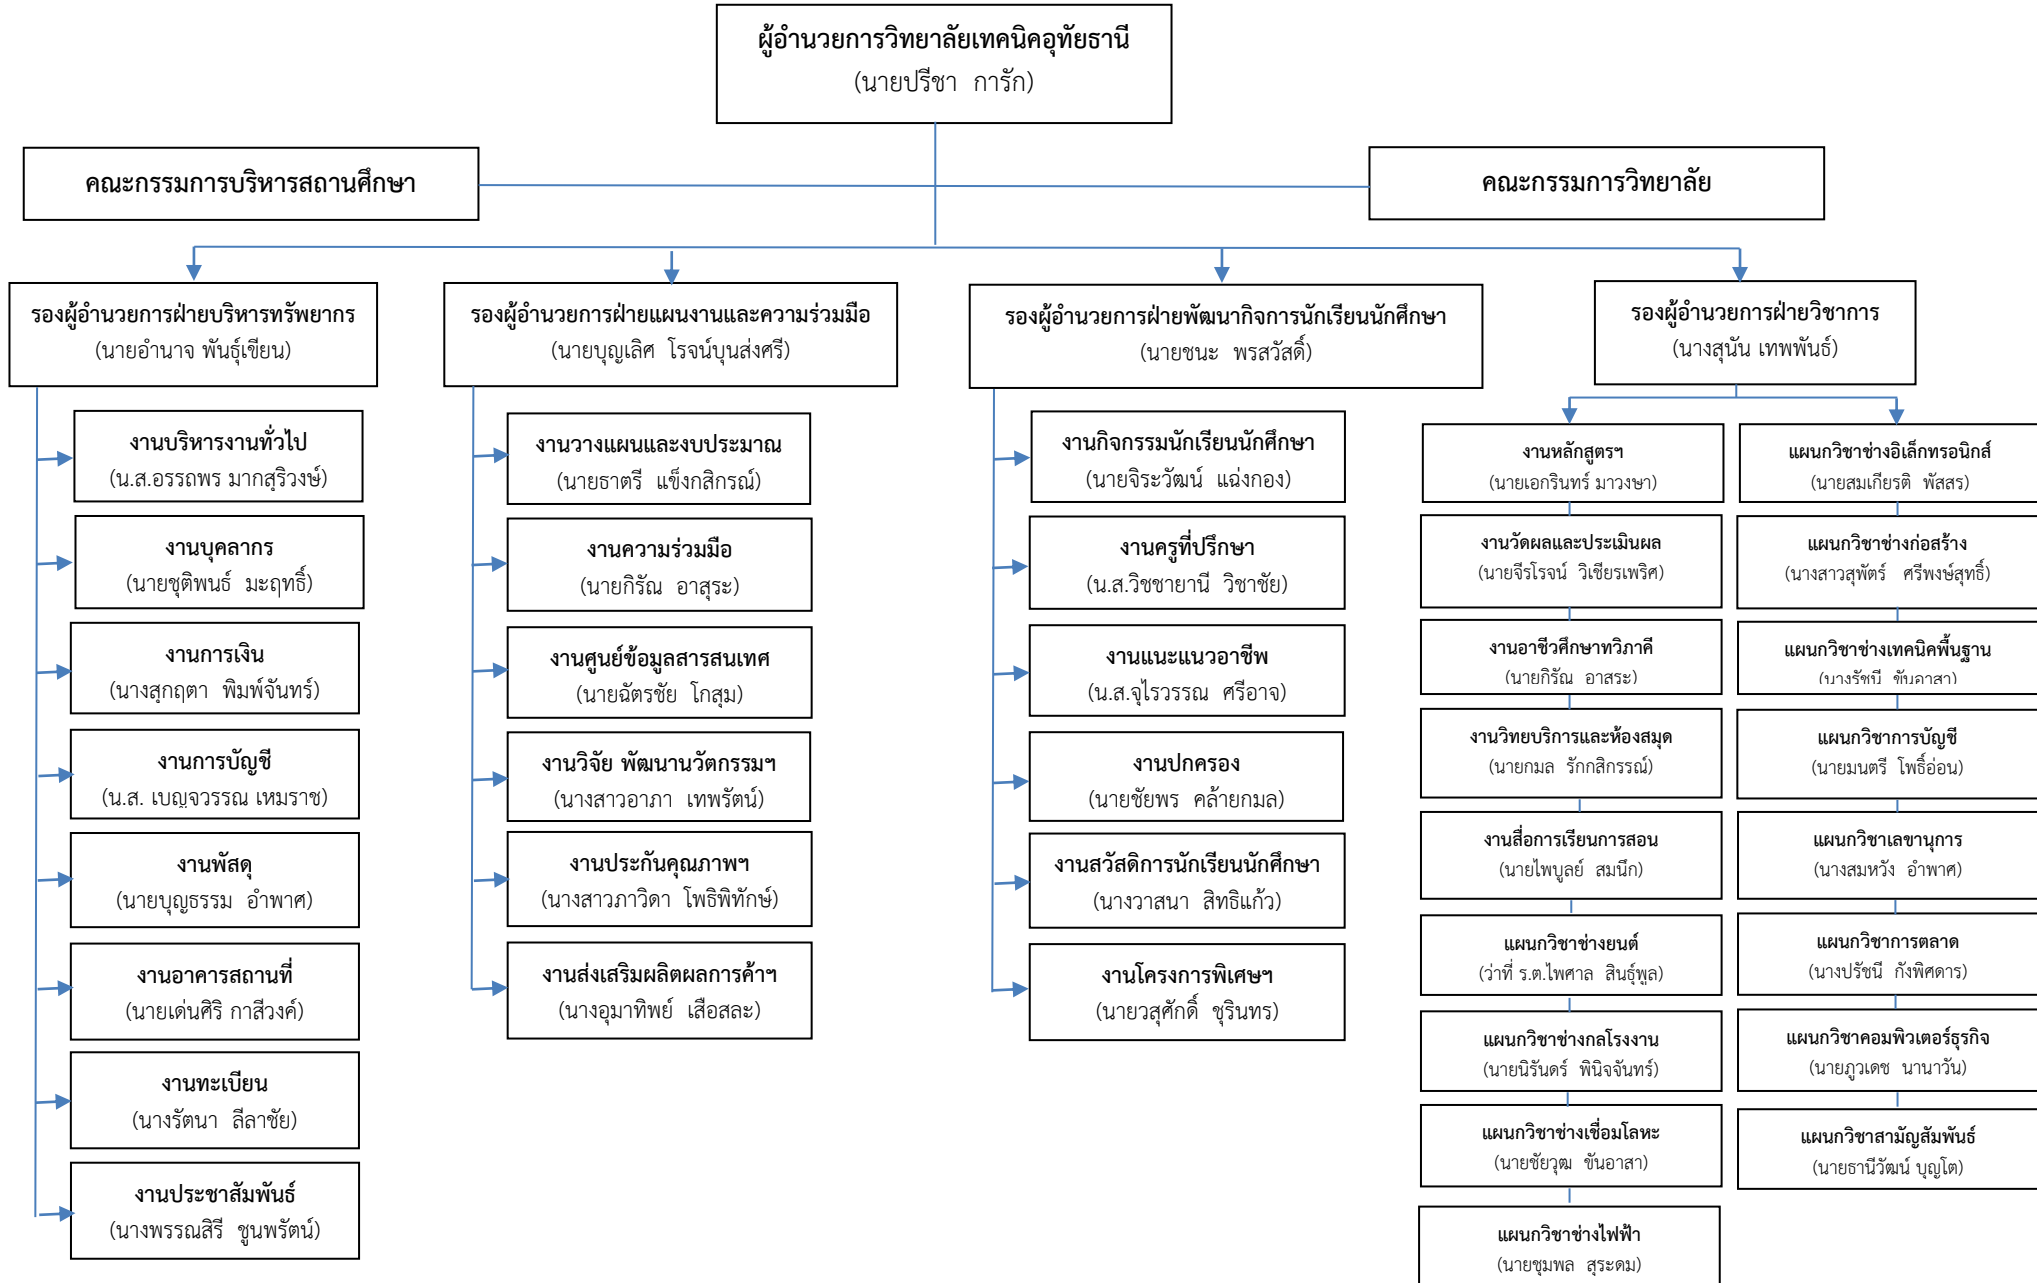 ผู้อำนวยการวิทยาลัยเทคนิคอุทัยธานี
(นายปรีชา การัก)
คณะกรรมการบริหารสถานศึกษา
คณะกรรมการวิทยาลัย
รองผู้อำนวยการฝ่ายบริหารทรัพยากร
(นายอำนาจ พันธุ์เขียน)
งานบริหารงานทั่วไป
(น.ส.อรรถพร มากสุริวงษ์)
งานบุคลากร
(นายชุติพนธ์ มะฤทธิ์)
งานการเงิน
(นางสุกฤตา พิมพ์จันทร์)
งานการบัญชี
(น.ส. เบญจวรรณ เหมราช)
งานพัสดุ
(นายบุญธรรม อำพาศ)
งานอาคารสถานที่
(นายเด่นศิริ กาสีวงค์)
งานทะเบียน
(นางรัตนา ลีลาชัย)
งานประชาสัมพันธ์
(นางพรรณสิรี ชูนพรัตน์)
รองผู้อำนวยการฝ่ายแผนงานและความร่วมมือ
(นายบุญเลิศ โรจน์บุนส่งศรี)
งานวางแผนและงบประมาณ
(นายธาตรี แข็งกสิกรณ์)
งานความร่วมมือ
(นายกิรัณ อาสุระ)
งานศูนย์ข้อมูลสารสนเทศ
(นายฉัตรชัย โกสุม)
งานวิจัย พัฒนานวัตกรรมฯ
(นางสาวอาภา เทพรัตน์)
งานประกันคุณภาพฯ
(นางสาวภาวิดา โพธิพิทักษ์)
งานส่งเสริมผลิตผลการค้าฯ
(นางอุมาทิพย์ เสือสละ)
รองผู้อำนวยการฝ่ายพัฒนากิจการนักเรียนนักศึกษา
(นายชนะ พรสวัสดิ์)
งานกิจกรรมนักเรียนนักศึกษา
(นายจิระวัฒน์ แฉ่งกอง)
งานครูที่ปรึกษา
(น.ส.วิชชายานี วิชาชัย)
งานแนะแนวอาชีพ
(น.ส.จุไรวรรณ ศรีอาจ)
งานปกครอง
(นายชัยพร คล้ายกมล)
งานสวัสดิการนักเรียนนักศึกษา
(นางวาสนา สิทธิแก้ว)
งานโครงการพิเศษฯ
(นายวสุศักดิ์ ชุรินทร)
รองผู้อำนวยการฝ่ายวิชาการ
(นางสุนัน เทพพันธ์)
งานหลักสูตรฯ
(นายเอกรินทร์ มาวงษา)
งานวัดผลและประเมินผล
(นายจีรโรจน์ วิเชียรเพริศ)
งานอาชีวศึกษาทวิภาคี
(นายกิรัณ อาสระ)
งานวิทยบริการและห้องสมุด
(นายกมล รักกสิกรรณ์)
งานสื่อการเรียนการสอน
(นายไพบูลย์ สมนึก)
แผนกวิชาช่างยนต์
(ว่าที่ ร.ต.ไพศาล สินธุ์พูล)
แผนกวิชาช่างกลโรงงาน
(นายนิรันดร์ พินิจจันทร์)
แผนกวิชาช่างเชื่อมโลหะ
(นายชัยวุฒ ขันอาสา)
แผนกวิชาช่างไฟฟ้า
(นายชุมพล สุระดม)
แผนกวิชาช่างอิเล็กทรอนิกส์
(นายสมเกียรติ พัสสร)
แผนกวิชาช่างก่อสร้าง
(นางสาวสุพัตร์ ศรีพงษ์สุทธิ์)
แผนกวิชาช่างเทคนิคพื้นฐาน
(นางรัชนี ขันอาสา)
แผนกวิชาการบัญชี
(นายมนตรี โพธิ์อ่อน)
แผนกวิชาเลขานุการ
(นางสมหวัง อำพาศ)
แผนกวิชาการตลาด
(นางปรัชนี กังพิศดาร)
แผนกวิชาคอมพิวเตอร์ธุรกิจ
(นายภูวเดช นานาวัน)
แผนกวิชาสามัญสัมพันธ์
(นายธานีวัฒน์ บุญโต)